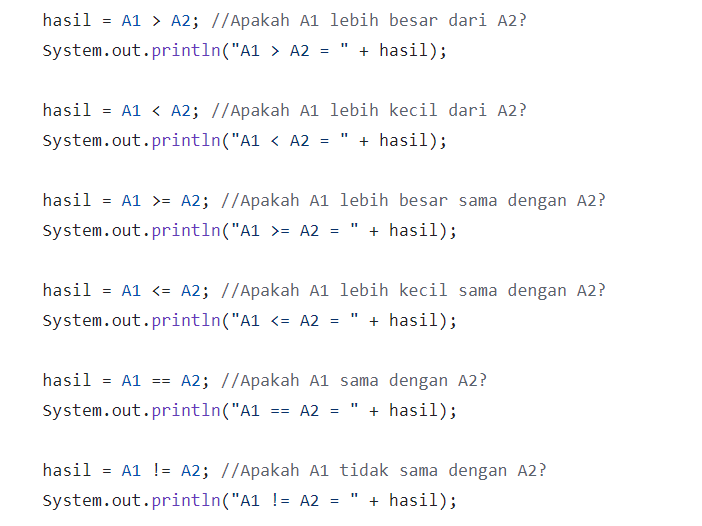 hasil = A1 > A2; //Apakah A1 lebih besar dari A2?
System.out.println("A1 > A2 = " + hasil);
hasil = A1 < A2; //Apakah A1 lebih kecil dari A2?
System.out.println("A1 < A2 = " + hasil);
hasil = A1 >= A2; //Apakah A1 lebih besar sama dengan A2?
System.out.println("A1 >= A2 = " + hasil);
hasil = A1 <= A2; //Apakah A1 lebih kecil sama dengan A2?
System.out.println("A1 <= A2 = " + hasil);
hasil = A1 == A2; //Apakah A1 sama dengan A2?
System.out.println("A1 == A2 = " + hasil);
hasil = A1 != A2; //Apakah A1 tidak sama dengan A2?
System.out.println("A1 != A2 = " + hasil);